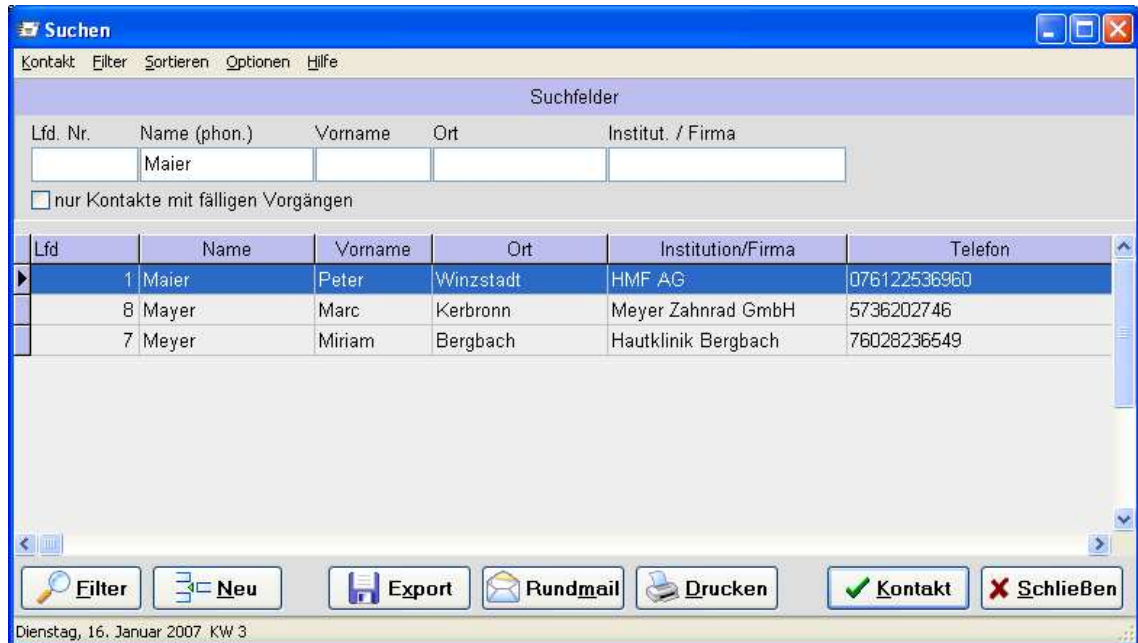 Suchen
Kontakt Filter Sortieren Optionen Hilfe
Suchfelder
Lfd. Nr. Name (phon.) Vorname Ort Institut. / Firma
Maier
nur Kontakte mit fälligen Vorgängen
Lfd Name Vorname Ort Institution/Firma Telefon
1 Maier Peter Winzstadt HMF AG 076122536960
8 Mayer Marc Kerbronn Meyer Zahnrad GmbH 5736202746
7 Meyer Miriam Bergbach Hautklinik Bergbach 76028236549
Filter Neu Export Rundmail Drucken Kontakt Schließen
Dienstag, 16. Januar 2007 KW 3